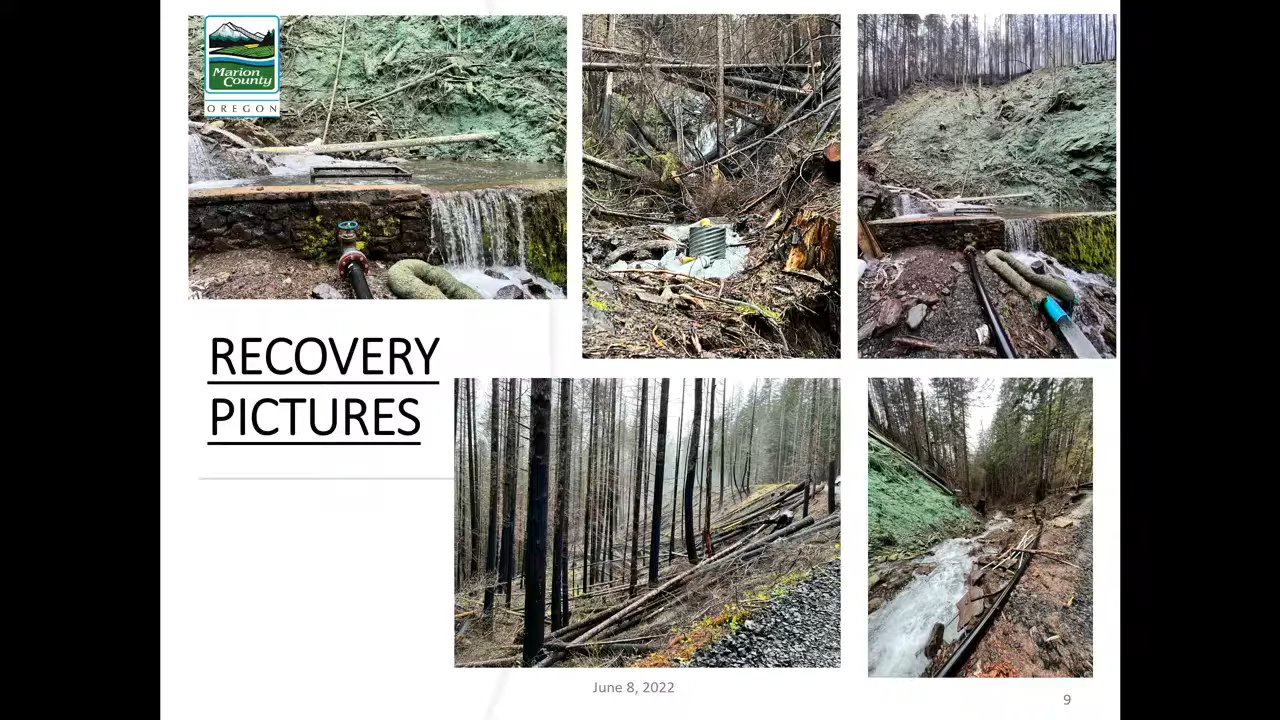 Marion
County
OREGON
RECOVERY
PICTURES
June 8, 2022
9